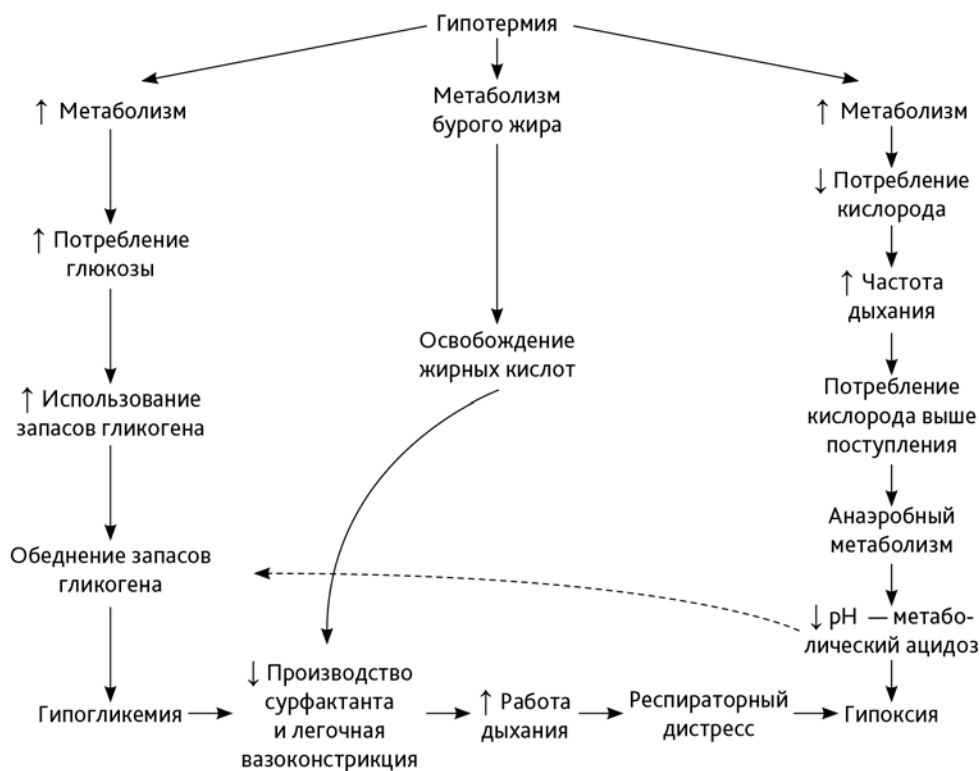 Гипотермия
↑ Метаболизм
↑ Потребление
глюкозы
↑ Использование
запасов гликогена
Обеднение запасов
гликогена
Гипогликемия
Метаболизм
бурого жира
Освобождение
жирных кислот
↓ Производство
сурфактанта
и легочная
вазоконстрикция
↑ Работа
дыхания
Респираторный
дистресс
↑ Метаболизм
↓ Потребление
кислорода
↑ Частота
дыхания
Потребление
кислорода выше
поступления
Анаэробный
метаболизм
↓ pH — метабо-
лический ацидоз
Гипоксия